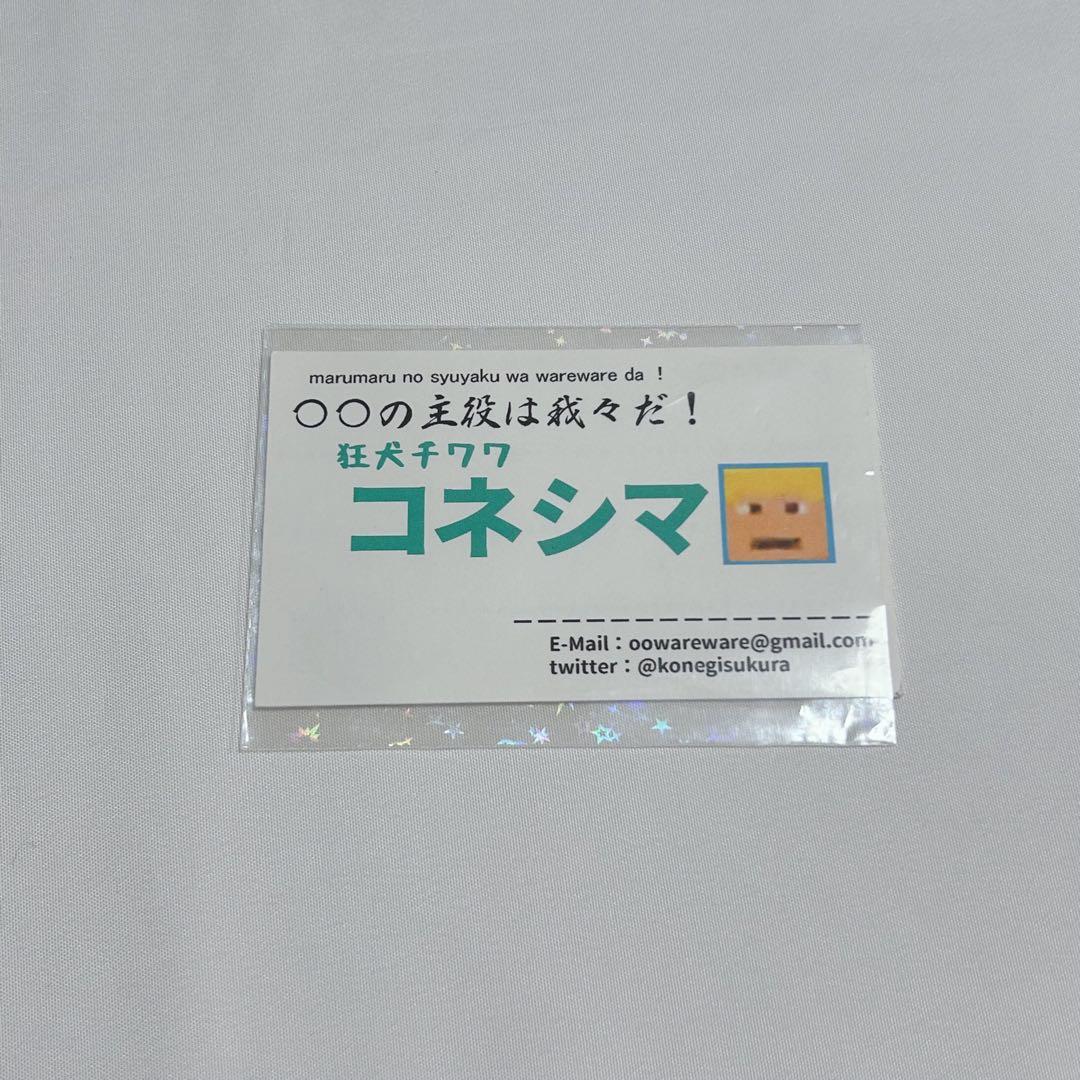 marumaru no syuyaku wa wareware da ！
〇〇の主役は我々だ！
狂犬チワワ
コネシマ
E-Mail：oowareware@gmail.com
twitter：@konegisukura